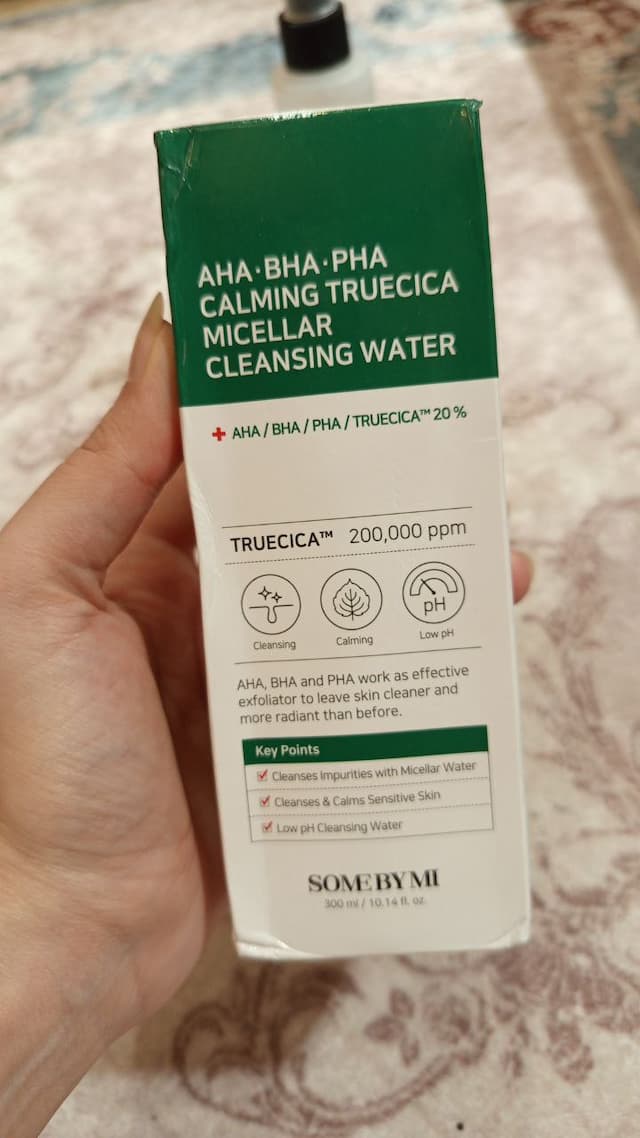 AHA·BHA·PHA
CALMING TRUECICA
MICELLAR
CLEANSING WATER
+ AHA / BHA / PHA / TRUECICA™ 20 %
TRUECICA™ 200,000 ppm
pH
Cleansing Calming Low pH
AHA, BHA and PHA work as effective
exfoliator to leave skin cleaner and
more radiant than before.
Key Points
Cleanses Impurities with Micellar Water
Cleanses & Calms Sensitive Skin
Low pH Cleansing Water
SOME BY MI
300 ml / 10.14 fl. oz.